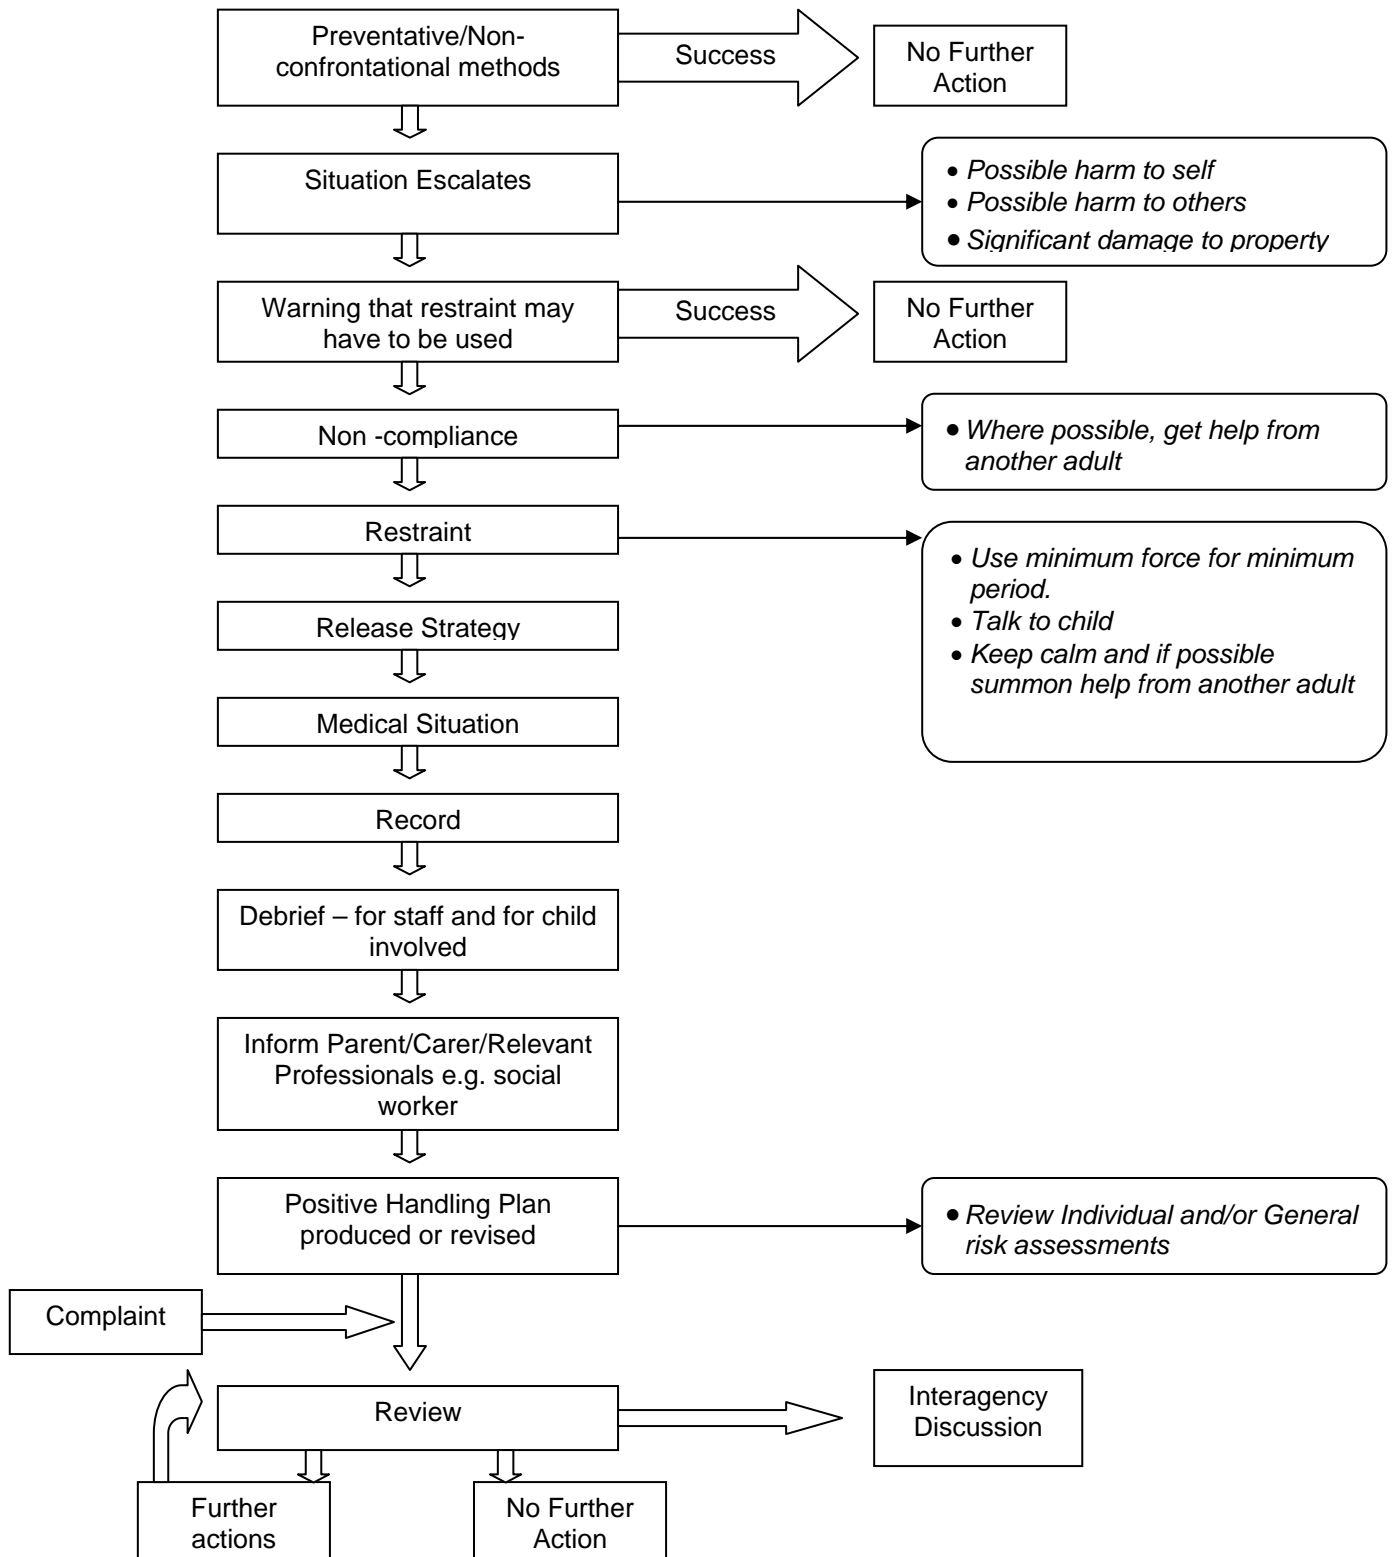 Preventative/Non-
confrontational methods
Success
No Further
Action
Situation Escalates
• Possible harm to self
• Possible harm to others
• Significant damage to property
Warning that restraint may
have to be used
Success
No Further
Action
Non -compliance
• Where possible, get help from
another adult
Restraint
• Use minimum force for minimum
period.
• Talk to child
• Keep calm and if possible
summon help from another adult
Release Strategy
Medical Situation
Record
Debrief – for staff and for child
involved
Inform Parent/Carer/Relevant
Professionals e.g. social
worker
Positive Handling Plan
produced or revised
• Review Individual and/or General
risk assessments
Complaint
Review
Interagency
Discussion
Further
actions
No Further
Action